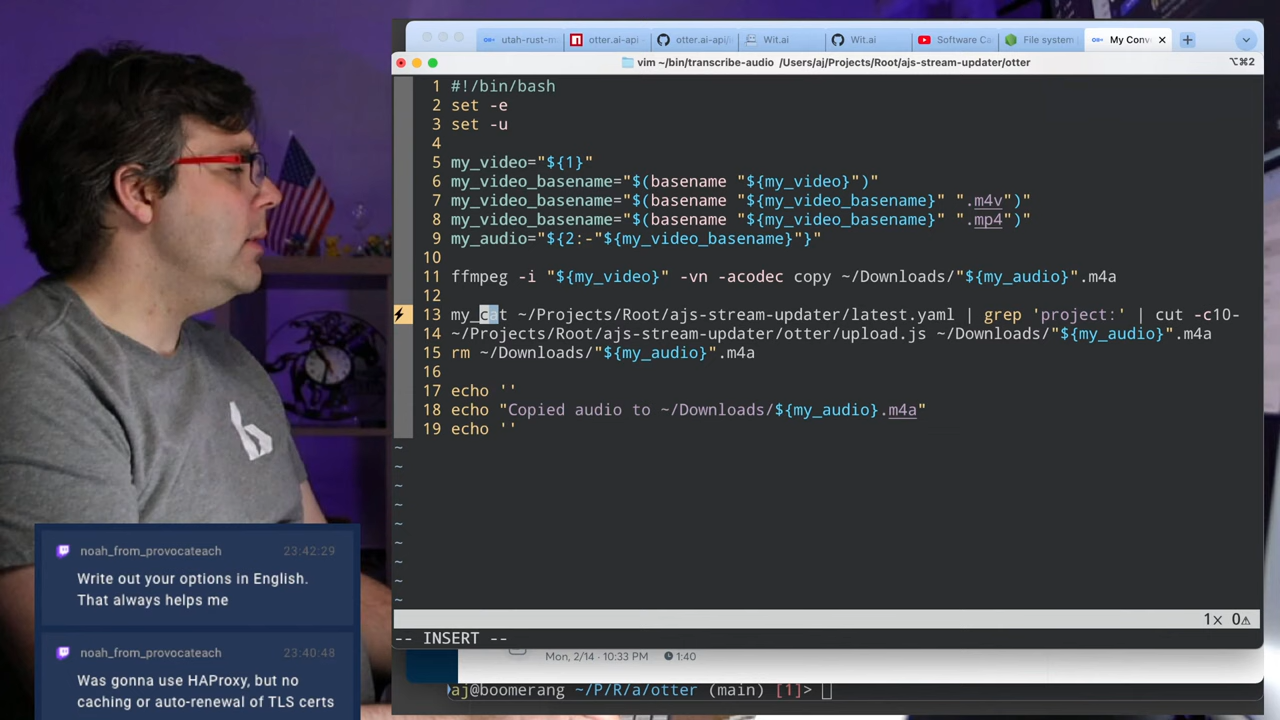 utah-rust-m
otter.ai-api
otter.ai-api/
Wit.ai
Wit.ai
Software Ca
File system
My Conv
vim ~/bin/transcribe-audio /Users/aj/Projects/Root/ajs-stream-updater/otter
⌥⌘2
1 #!/bin/bash
2 set -e
3 set -u
4
5 my_video="${1}"
6 my_video_basename="$(basename "${my_video}")"
7 my_video_basename="$(basename "${my_video_basename}" ".m4v")"
8 my_video_basename="$(basename "${my_video_basename}" ".mp4")"
9 my_audio="${2:-"${my_video_basename}"}"
10
11 ffmpeg -i "${my_video}" -vn -acodec copy ~/Downloads/"${my_audio}".m4a
12
13 my_cat ~/Projects/Root/ajs-stream-updater/latest.yaml | grep 'project:' | cut -c10-
14 ~/Projects/Root/ajs-stream-updater/otter/upload.js ~/Downloads/"${my_audio}".m4a
15 rm ~/Downloads/"${my_audio}".m4a
16
17 echo ''
18 echo "Copied audio to ~/Downloads/${my_audio}.m4a"
19 echo ''
~
~
~
~
~
~
~
~
~
1× 0⚠
-- INSERT --
Mon, 2/14 · 10:33 PM 1:40
aj@boomerang ~/P/R/a/otter (main) [1]>
noah_from_provocateach 23:42:29
Write out your options in English.
That always helps me
noah_from_provocateach 23:40:48
Was gonna use HAProxy, but no
caching or auto-renewal of TLS certs